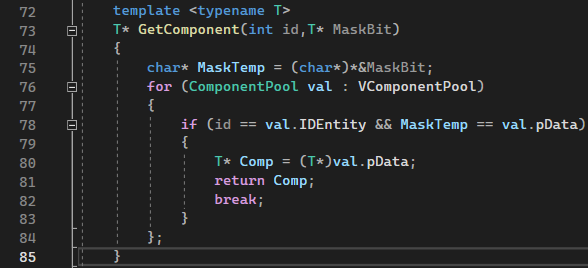 72 template <typename T>
73 T* GetComponent(int id,T* MaskBit)
74 {
75 char* MaskTemp = (char*)*&MaskBit;
76 for (ComponentPool val : VComponentPool)
77 {
78 if (id == val.IDEntity && MaskTemp == val.pData)
79 {
80 T* Comp = (T*)val.pData;
81 return Comp;
82 break;
83 }
84 };
85 }